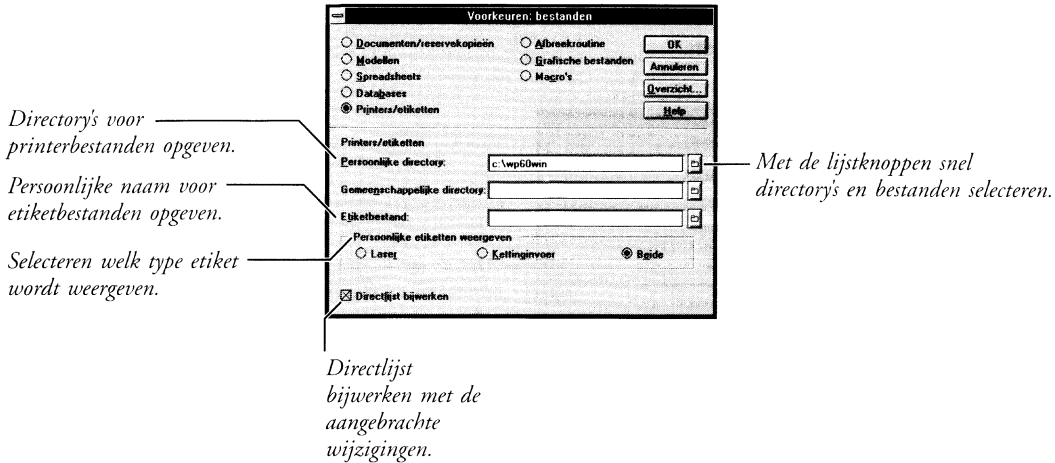 Voorkeuren: bestanden
Documenten/reservekopieën
Afbreekroutine
OK
Modellen
Grafische bestanden
Annuleren
Spreadsheets
Macro's
Databases
Overzicht...
Printers/etiketten
Help
Directory's voor
printerbestanden opgeven.
Printers/etiketten
Persoonlijke directory:
c:\wp60win
Met de lijstknoppen snel
directory's en bestanden selecteren.
Persoonlijke naam voor
etiketbestanden opgeven.
Gemeenschappelijke directory:
Etiketbestand:
Selecteren welk type etiket
wordt weergeven.
Persoonlijke etiketten weergeven
Laser
Kettinginvoer
Beide
Directlijst bijwerken
Directlijst
bijwerken met de
aangebrachte
wijzigingen.